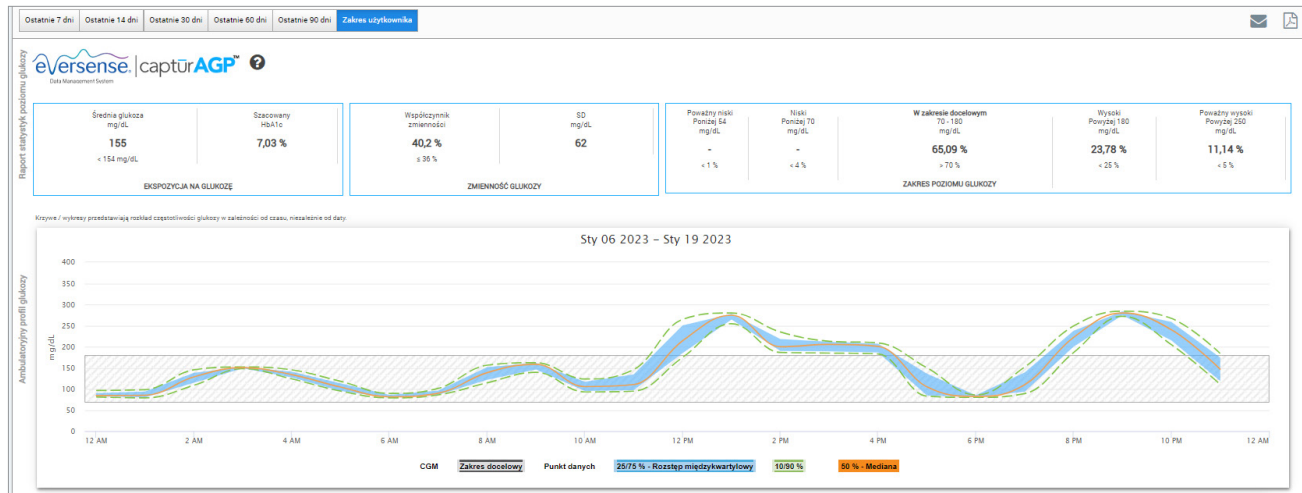 Ostatnie 7 dni
Ostatnie 14 dni
Ostatnie 30 dni
Ostatnie 60 dni
Ostatnie 90 dni
Zakres użytkownika
eversense. | captūrAGP™ ?
Data Management System
Raport statystyk poziomu glukozy
Średnia glukoza
mg/dL
155
< 154 mg/dL
Szacowany
HbA1c
7,03 %
EKSPOZYCJA NA GLUKOZĘ
Współczynnik
zmienności
40,2 %
≤ 36 %
SD
mg/dL
62
ZMIENNOŚĆ GLUKOZY
Poważny niski
Poniżej 54
mg/dL
-
< 1 %
Niski
Poniżej 70
mg/dL
-
< 4 %
W zakresie docelowym
70 - 180
mg/dL
65,09 %
> 70 %
Wysoki
Powyżej 180
mg/dL
23,78 %
< 25 %
Poważny wysoki
Powyżej 250
mg/dL
11,14 %
< 5 %
ZAKRES POZIOMU GLUKOZY
Krzywe / wykresy przedstawiają rozkład częstotliwości glukozy w zależności od czasu, niezależnie od daty.
Ambulatoryjny profil glukozy
Sty 06 2023 – Sty 19 2023
mg/dL
400
350
300
250
200
150
100
50
0
12 AM
2 AM
4 AM
6 AM
8 AM
10 AM
12 PM
2 PM
4 PM
6 PM
8 PM
10 PM
12 AM
CGM
Zakres docelowy
Punkt danych
25/75 % - Rozstęp międzykwartylowy
10/90 %
50 % - Mediana